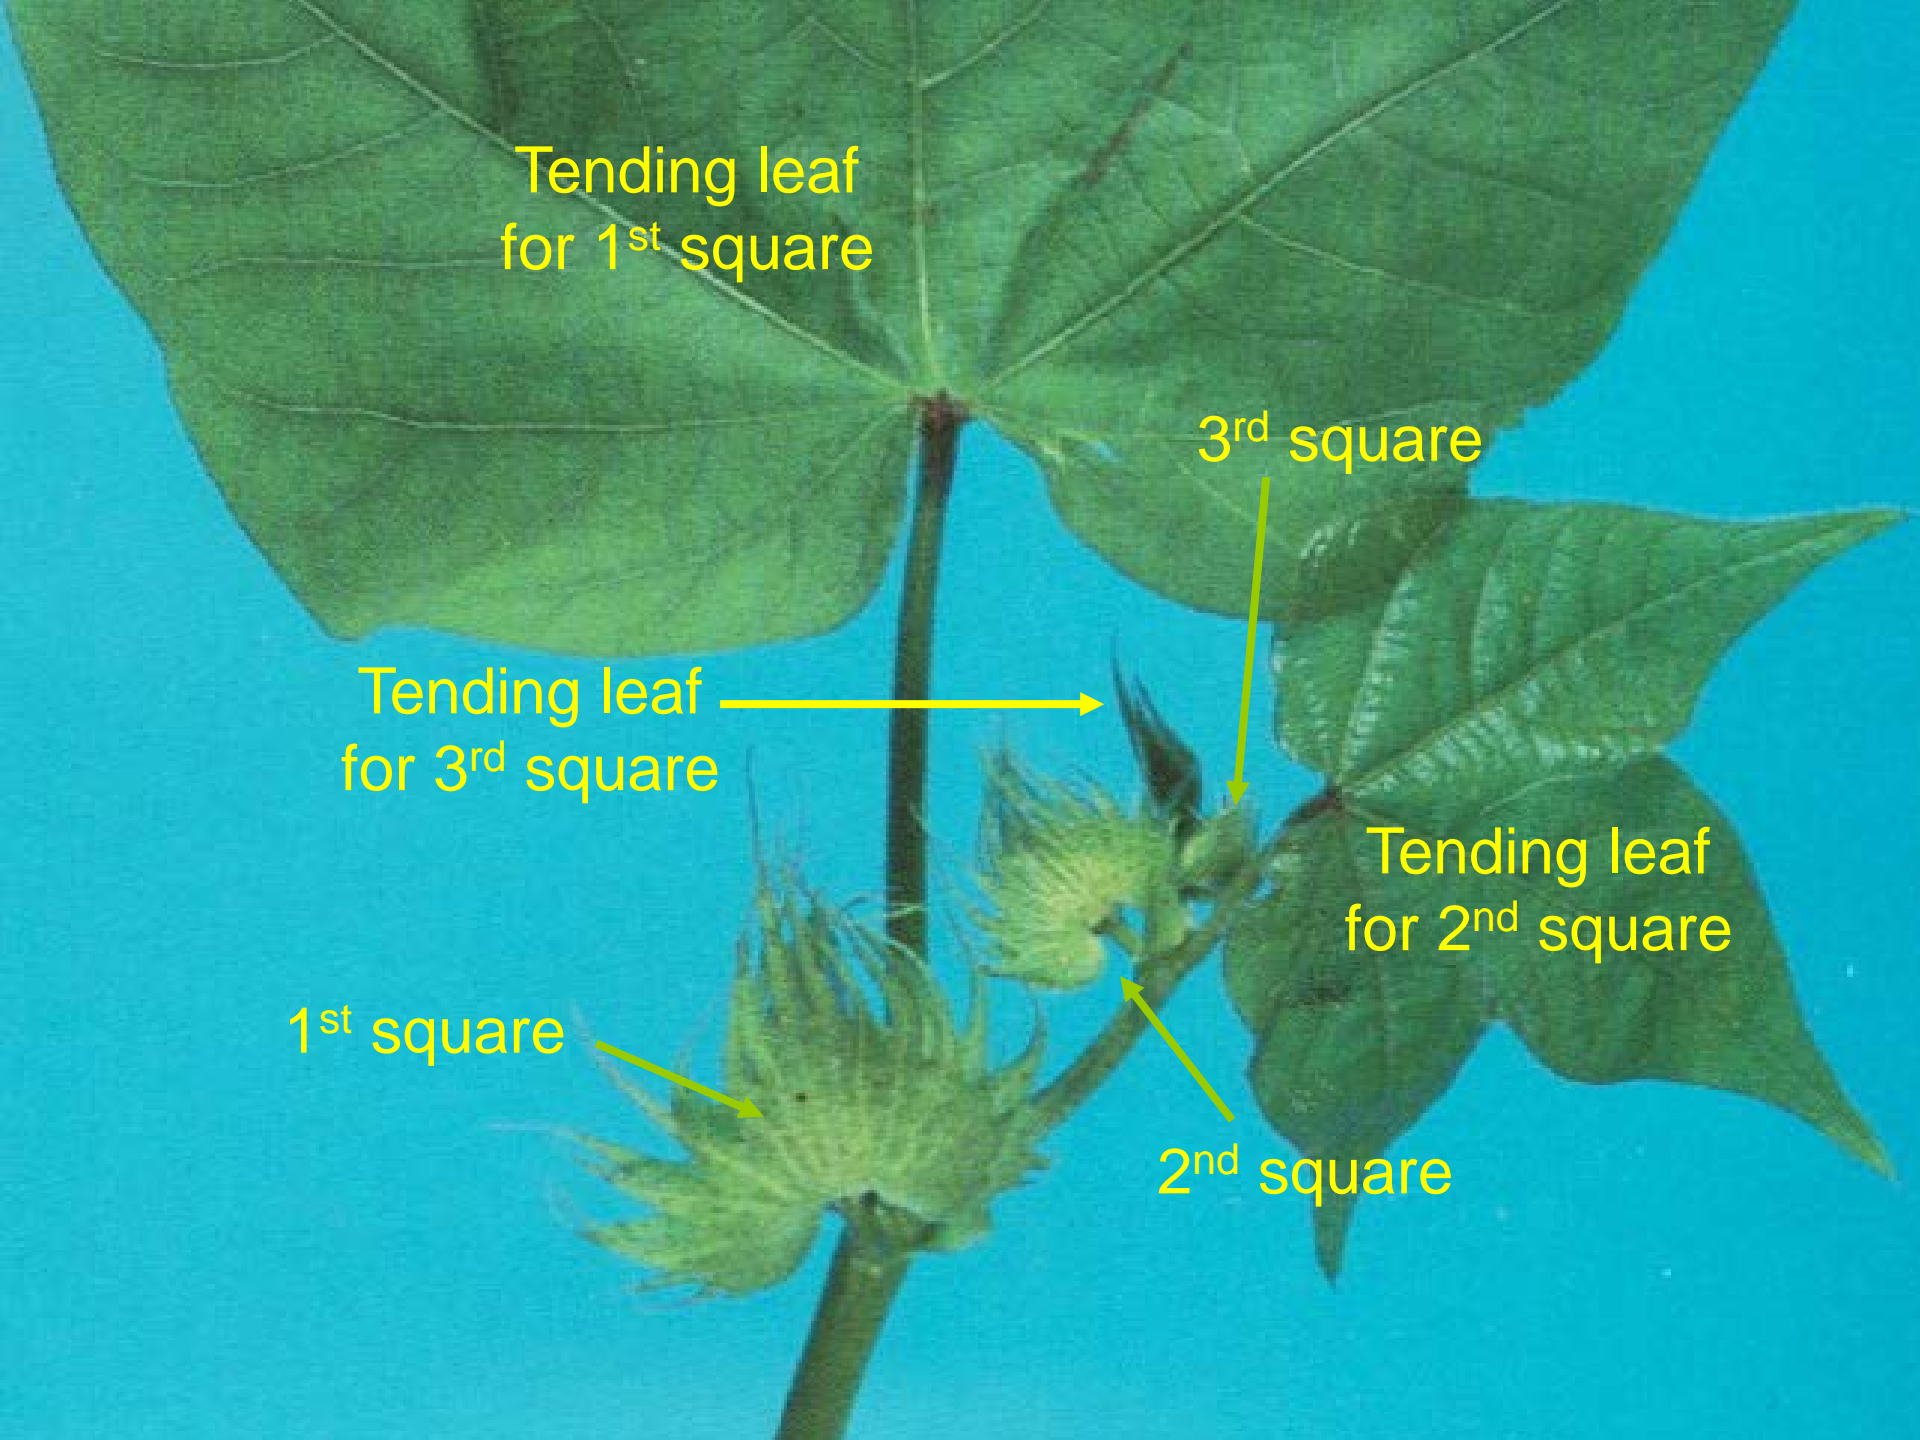 Tending leaf
for 1st square
3rd square
Tending leaf
for 3rd square
Tending leaf
for 2nd square
1st square
2nd square